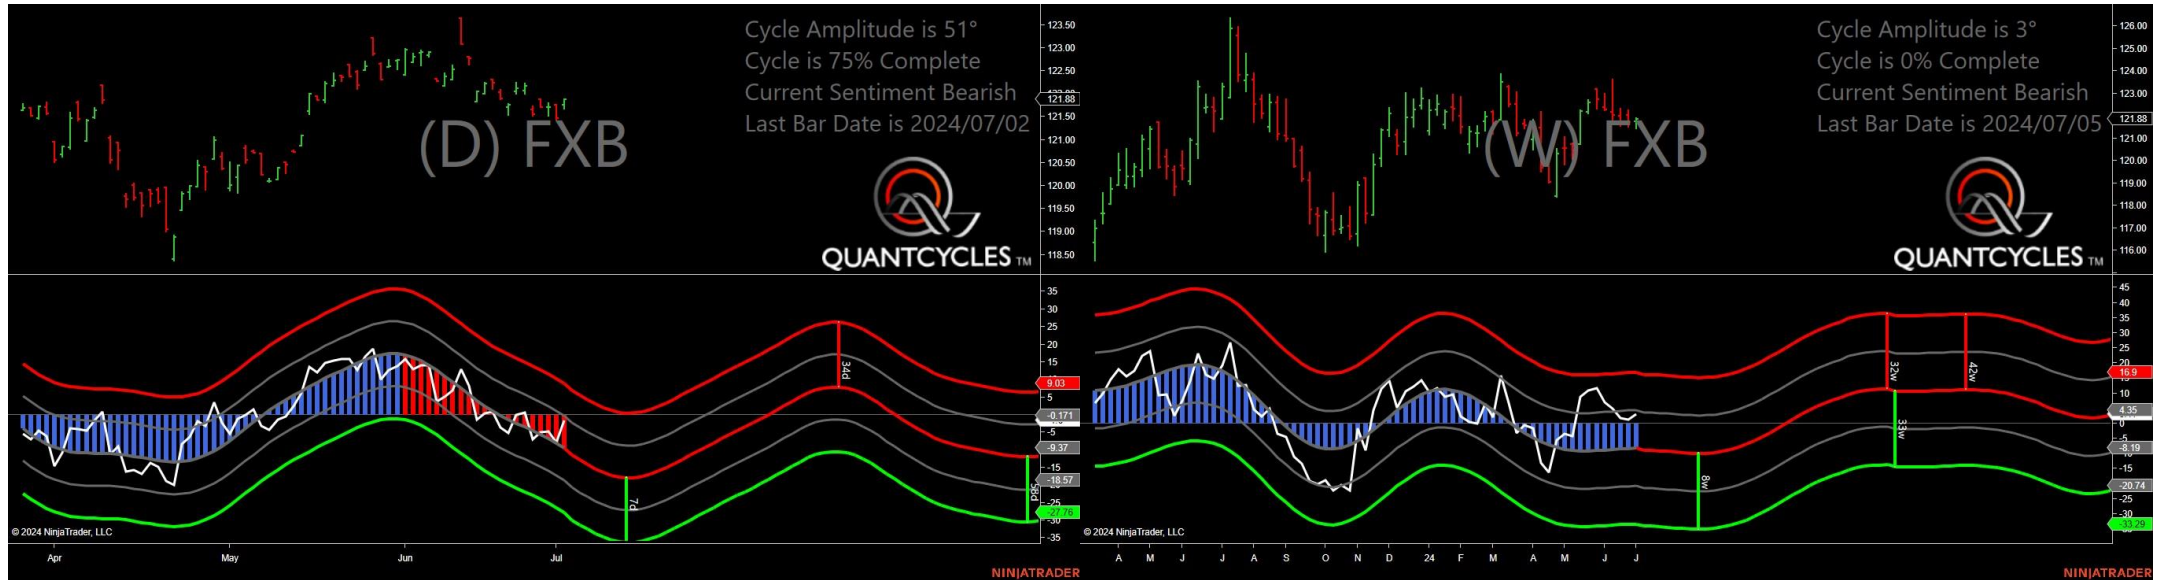 Cycle Amplitude is 51°
Cycle is 75% Complete
Current Sentiment Bearish
Last Bar Date is 2024/07/02
(D) FXB
QUANTCYCLES TM
123.50
123.00
122.50
121.88
121.50
121.00
120.50
120.00
119.50
119.00
118.50
35
30
25
20
15
9.03
5
-0.171
-5
-9.37
-15
-18.57
-25
-27.76
-30
-35
34d
7d
58d
© 2024 NinjaTrader, LLC
Apr May Jun Jul
NINJATRADER
Cycle Amplitude is 3°
Cycle is 0% Complete
Current Sentiment Bearish
Last Bar Date is 2024/07/05
(W) FXB
QUANTCYCLES TM
126.00
125.00
124.00
123.00
121.88
121.00
120.00
119.00
118.00
117.00
116.00
45
40
35
30
25
20
16.9
10
4.35
0
-8.19
-15
-20.74
-25
-30
-33.29
32w
42w
33w
8w
© 2024 NinjaTrader, LLC
A M J J A S O N D 24 F M A M J J
NINJATRADER